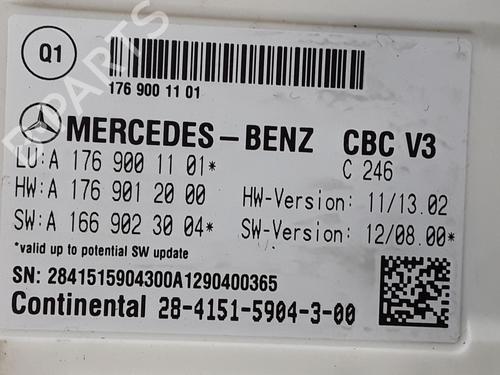 Q1
176 900 11 01
MERCEDES-BENZ CBC V3
LU: A 176 900 11 01* C 246
HW: A 176 901 20 00 HW-Version: 11/13.02
SW: A 166 902 30 04* SW-Version: 12/08.00*
*valid up to potential SW update
SN: 2841515904300A1290400365
Continental 28-4151-5904-3-00